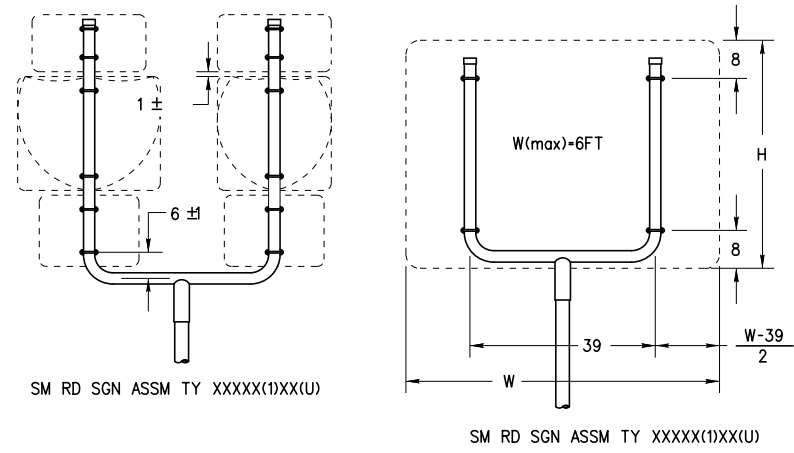 1 ±
6 ±1
SM RD SGN ASSM TY XXXXX(1)XX(U)
8
W(max)=6FT
H
8
39
W-39
2
W
SM RD SGN ASSM TY XXXXX(1)XX(U)